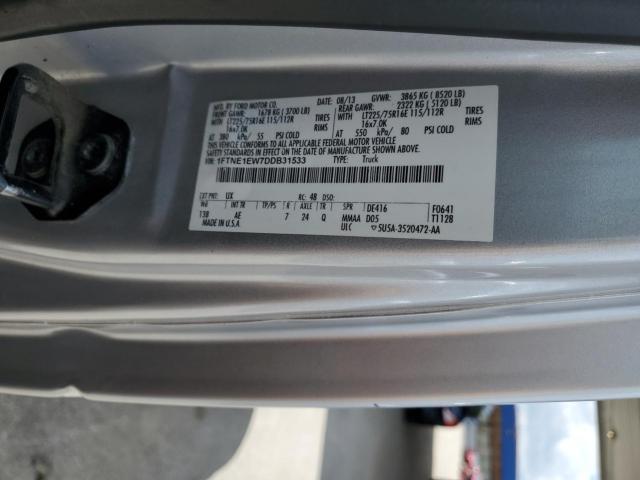 MFG. BY FORD MOTOR CO.
DATE: 08/13 GVWR: 3865 KG ( 8520 LB)
FRONT GAWR: 1678 KG ( 3700 LB) REAR GAWR: 2322 KG ( 5120 LB)
WITH LT225/75R16E 115/112R TIRES WITH LT225/75R16E 115/112R TIRES
16x7.0K RIMS 16x7.0K RIMS
AT 380 kPa/ 55 PSI COLD AT 550 kPa/ 80 PSI COLD
THIS VEHICLE CONFORMS TO ALL APPLICABLE FEDERAL MOTOR VEHICLE
SAFETY STANDARDS IN EFFECT ON THE DATE OF MANUFACTURE SHOWN ABOVE.
VIN: 1FTNE1EW7DDB31533 TYPE: Truck
EXT PNT: UX RC: 48 DSO:
WB INT TP/PS R AXLE TR SPR DE416 F0641
138 AE 7 24 Q MMAA D05 T1128
MADE IN U.S.A. ULC 5U5A-3520472-AA